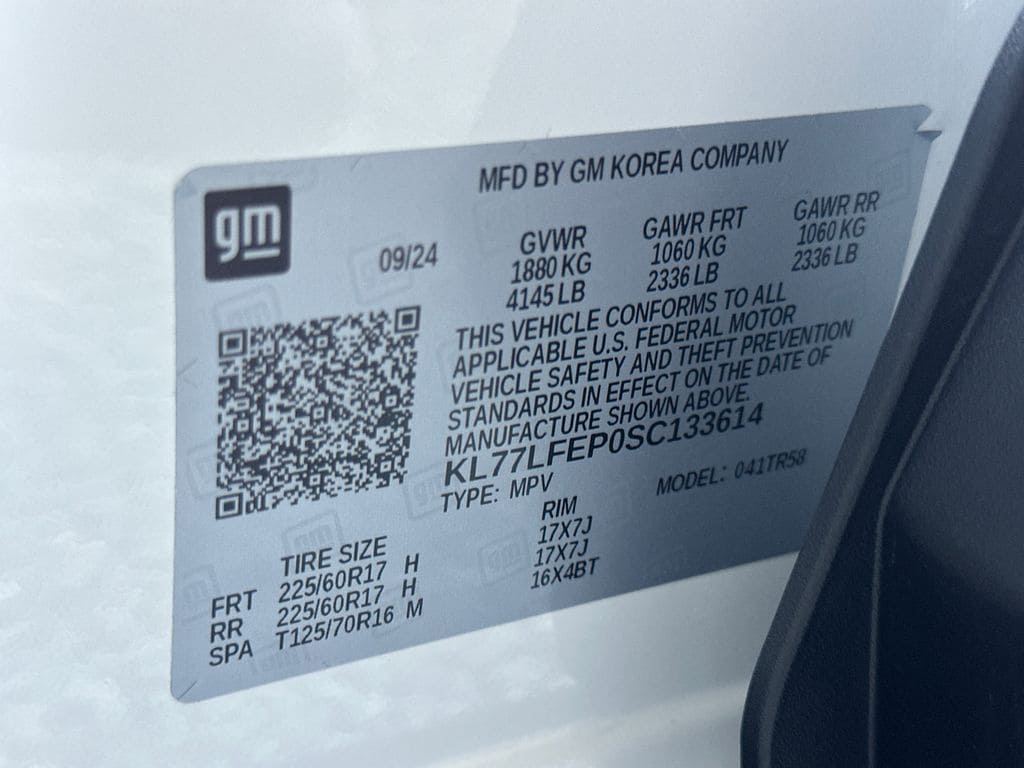 MFD BY GM KOREA COMPANY
gm
09/24
GVWR GAWR FRT GAWR RR
1880 KG 1060 KG 1060 KG
4145 LB 2336 LB 2336 LB
THIS VEHICLE CONFORMS TO ALL
APPLICABLE U.S. FEDERAL MOTOR
VEHICLE SAFETY AND THEFT PREVENTION
STANDARDS IN EFFECT ON THE DATE OF
MANUFACTURE SHOWN ABOVE.
KL77LFEP0SC133614
TYPE: MPV MODEL: 041TR58
TIRE SIZE RIM
FRT 225/60R17 H 17X7J
RR 225/60R17 H 17X7J
SPA T125/70R16 M 16X4BT